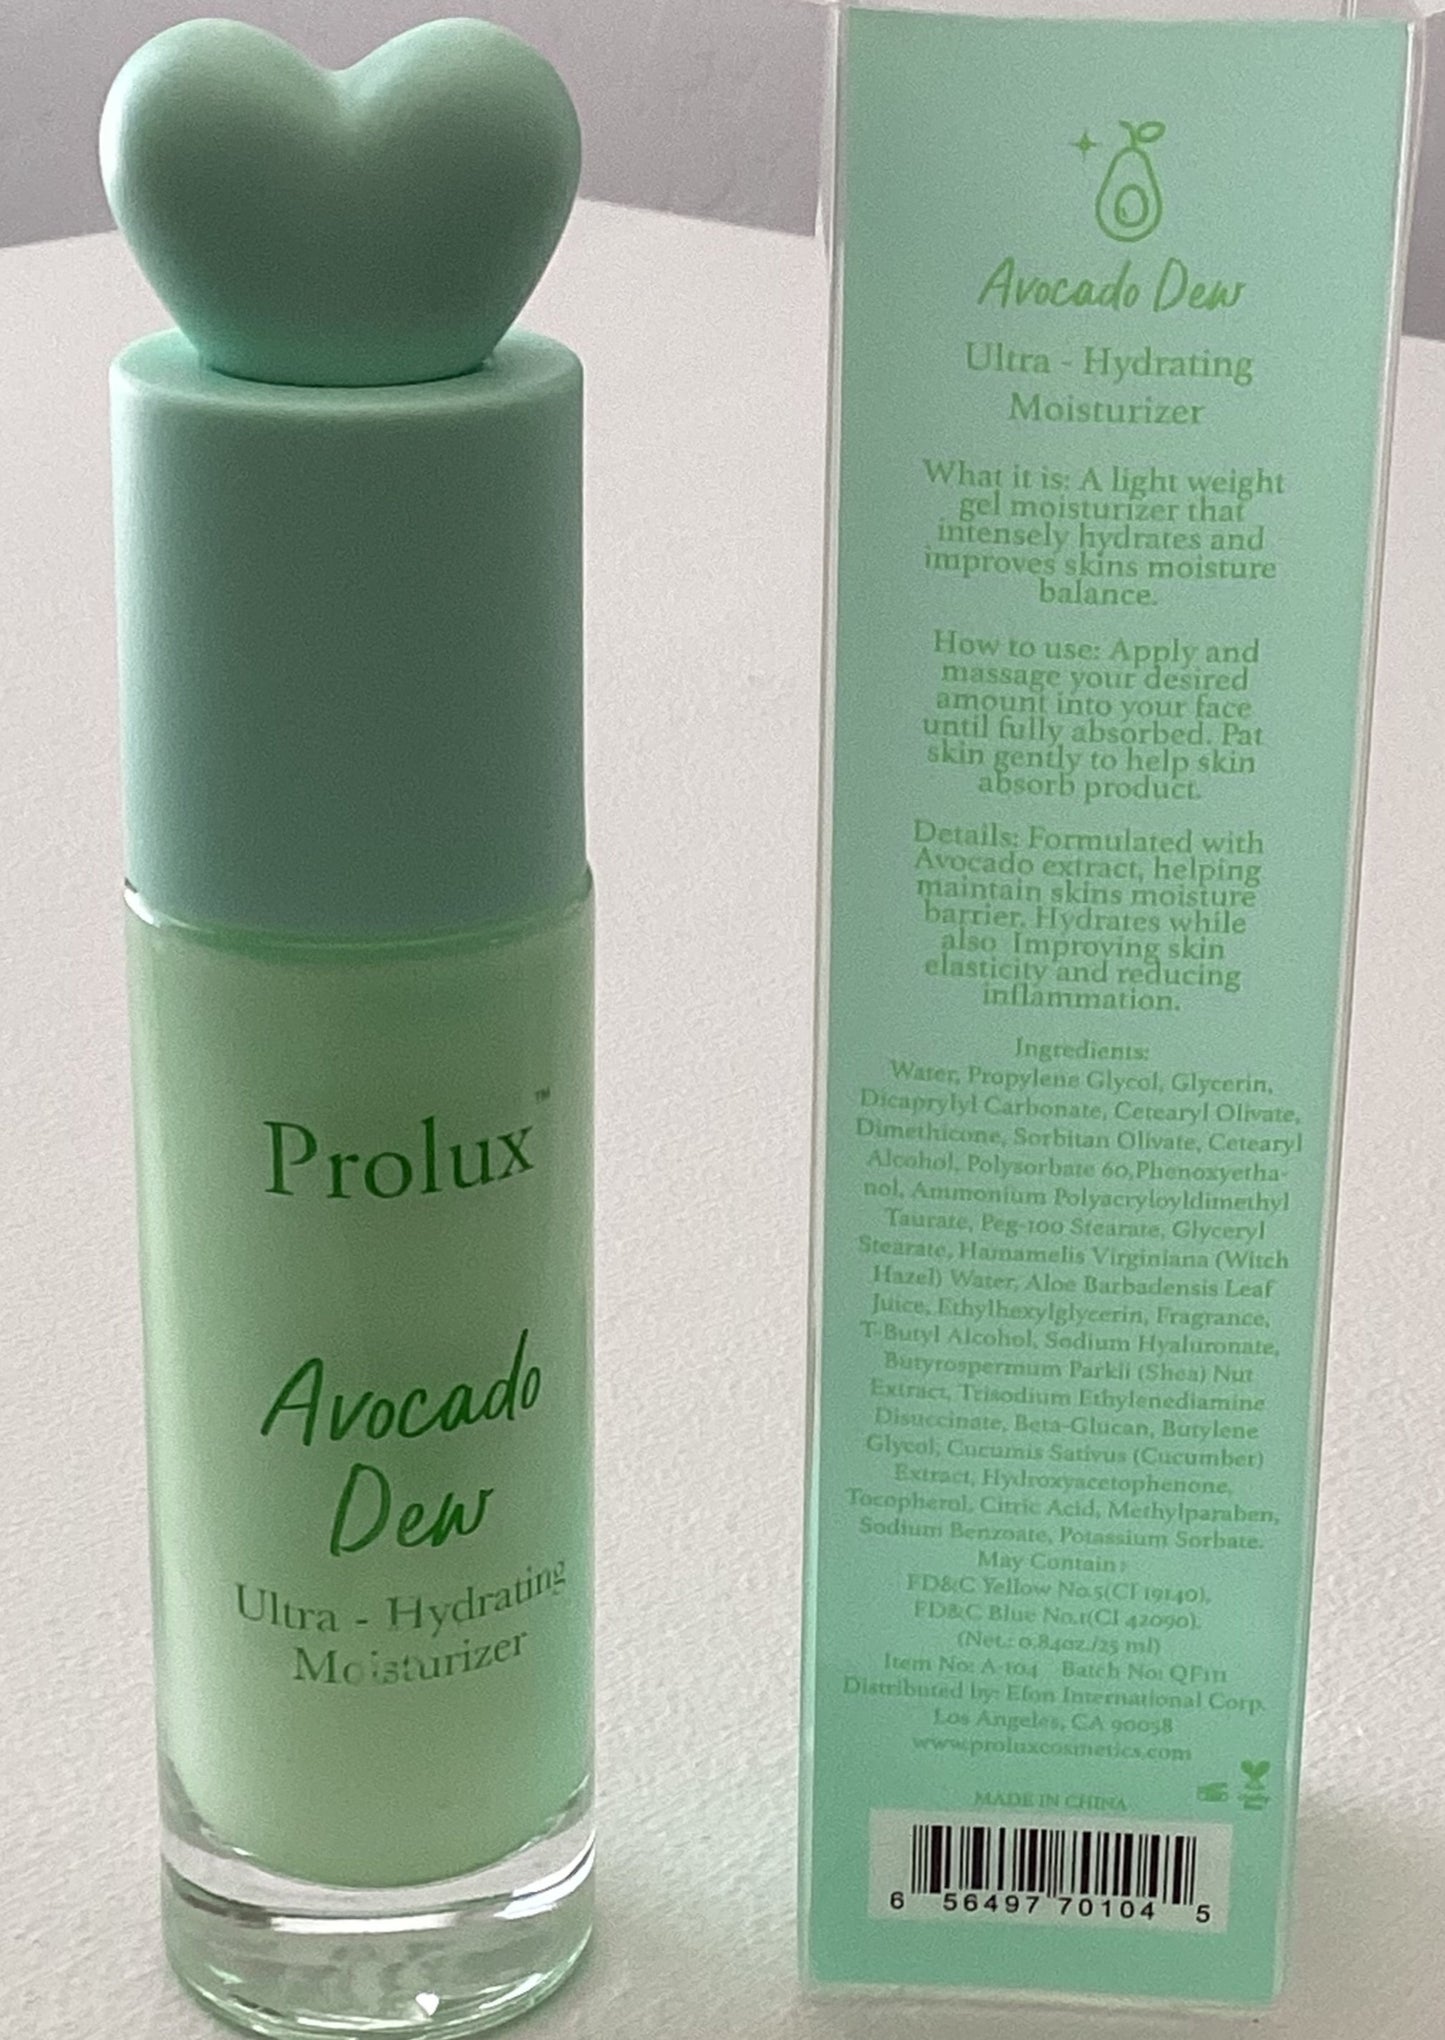 Prolux™
Avocado
Dew
Ultra - Hydrating
Moisturizer
Avocado Dew
Ultra - Hydrating
Moisturizer
What it is: A light weight
gel moisturizer that
intensely hydrates and
improves skins moisture
balance.
How to use: Apply and
massage your desired
amount into your face
until fully absorbed. Pat
skin gently to help skin
absorb product.
Details: Formulated with
Avocado extract, helping
maintain skins moisture
barrier. Hydrates while
also Improving skin
elasticity and reducing
inflammation.
Ingredients:
Water, Propylene Glycol, Glycerin,
Dicaprylyl Carbonate, Cetearyl Olivate,
Dimethicone, Sorbitan Olivate, Cetearyl
Alcohol, Polysorbate 60,Phenoxyetha-
nol, Ammonium Polyacryloyldimethyl
Taurate, Peg-100 Stearate, Glyceryl
Stearate, Hamamelis Virginiana (Witch
Hazel) Water, Aloe Barbadensis Leaf
Juice, Ethylhexylglycerin, Fragrance,
T-Butyl Alcohol, Sodium Hyaluronate,
Butyrospermum Parkii (Shea) Nut
Extract, Trisodium Ethylenediamine
Disuccinate, Beta-Glucan, Butylene
Glycol, Cucumis Sativus (Cucumber)
Extract, Hydroxyacetophenone,
Tocopherol, Citric Acid, Methylparaben,
Sodium Benzoate, Potassium Sorbate.
May Contain:
FD&C Yellow No.5(CI 19140),
FD&C Blue No.1(CI 42090).
(Net.: 0.84oz./25 ml)
Item No: A-104 Batch No: QF11
Distributed by: Efon International Corp.
Los Angeles, CA 90058
www.proluxcosmetics.com
MADE IN CHINA
6 56497 70104 5